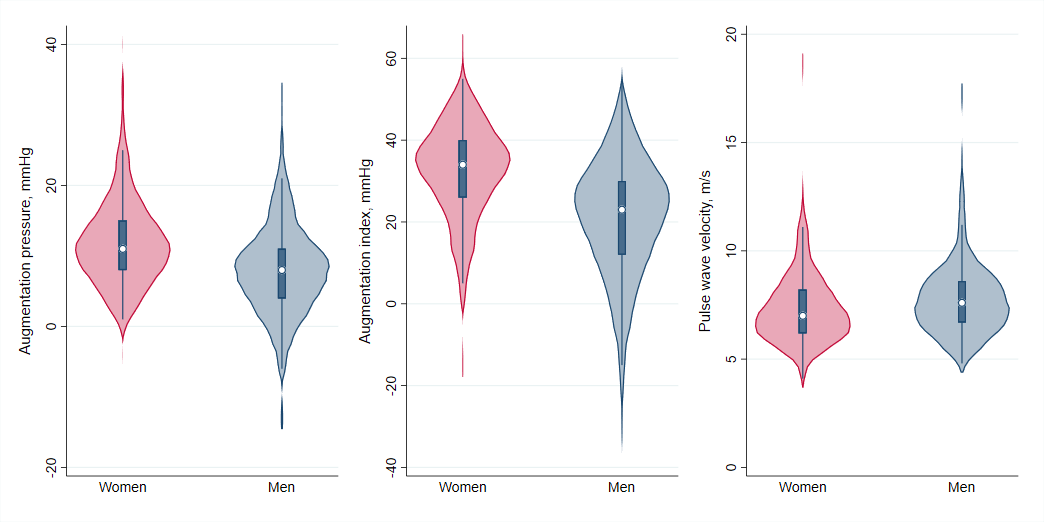 Augmentation pressure, mmHg
40
20
0
-20
Women
Men
Augmentation index, mmHg
60
40
20
0
-20
-40
Women
Men
Pulse wave velocity, m/s
20
15
10
5
0
Women
Men